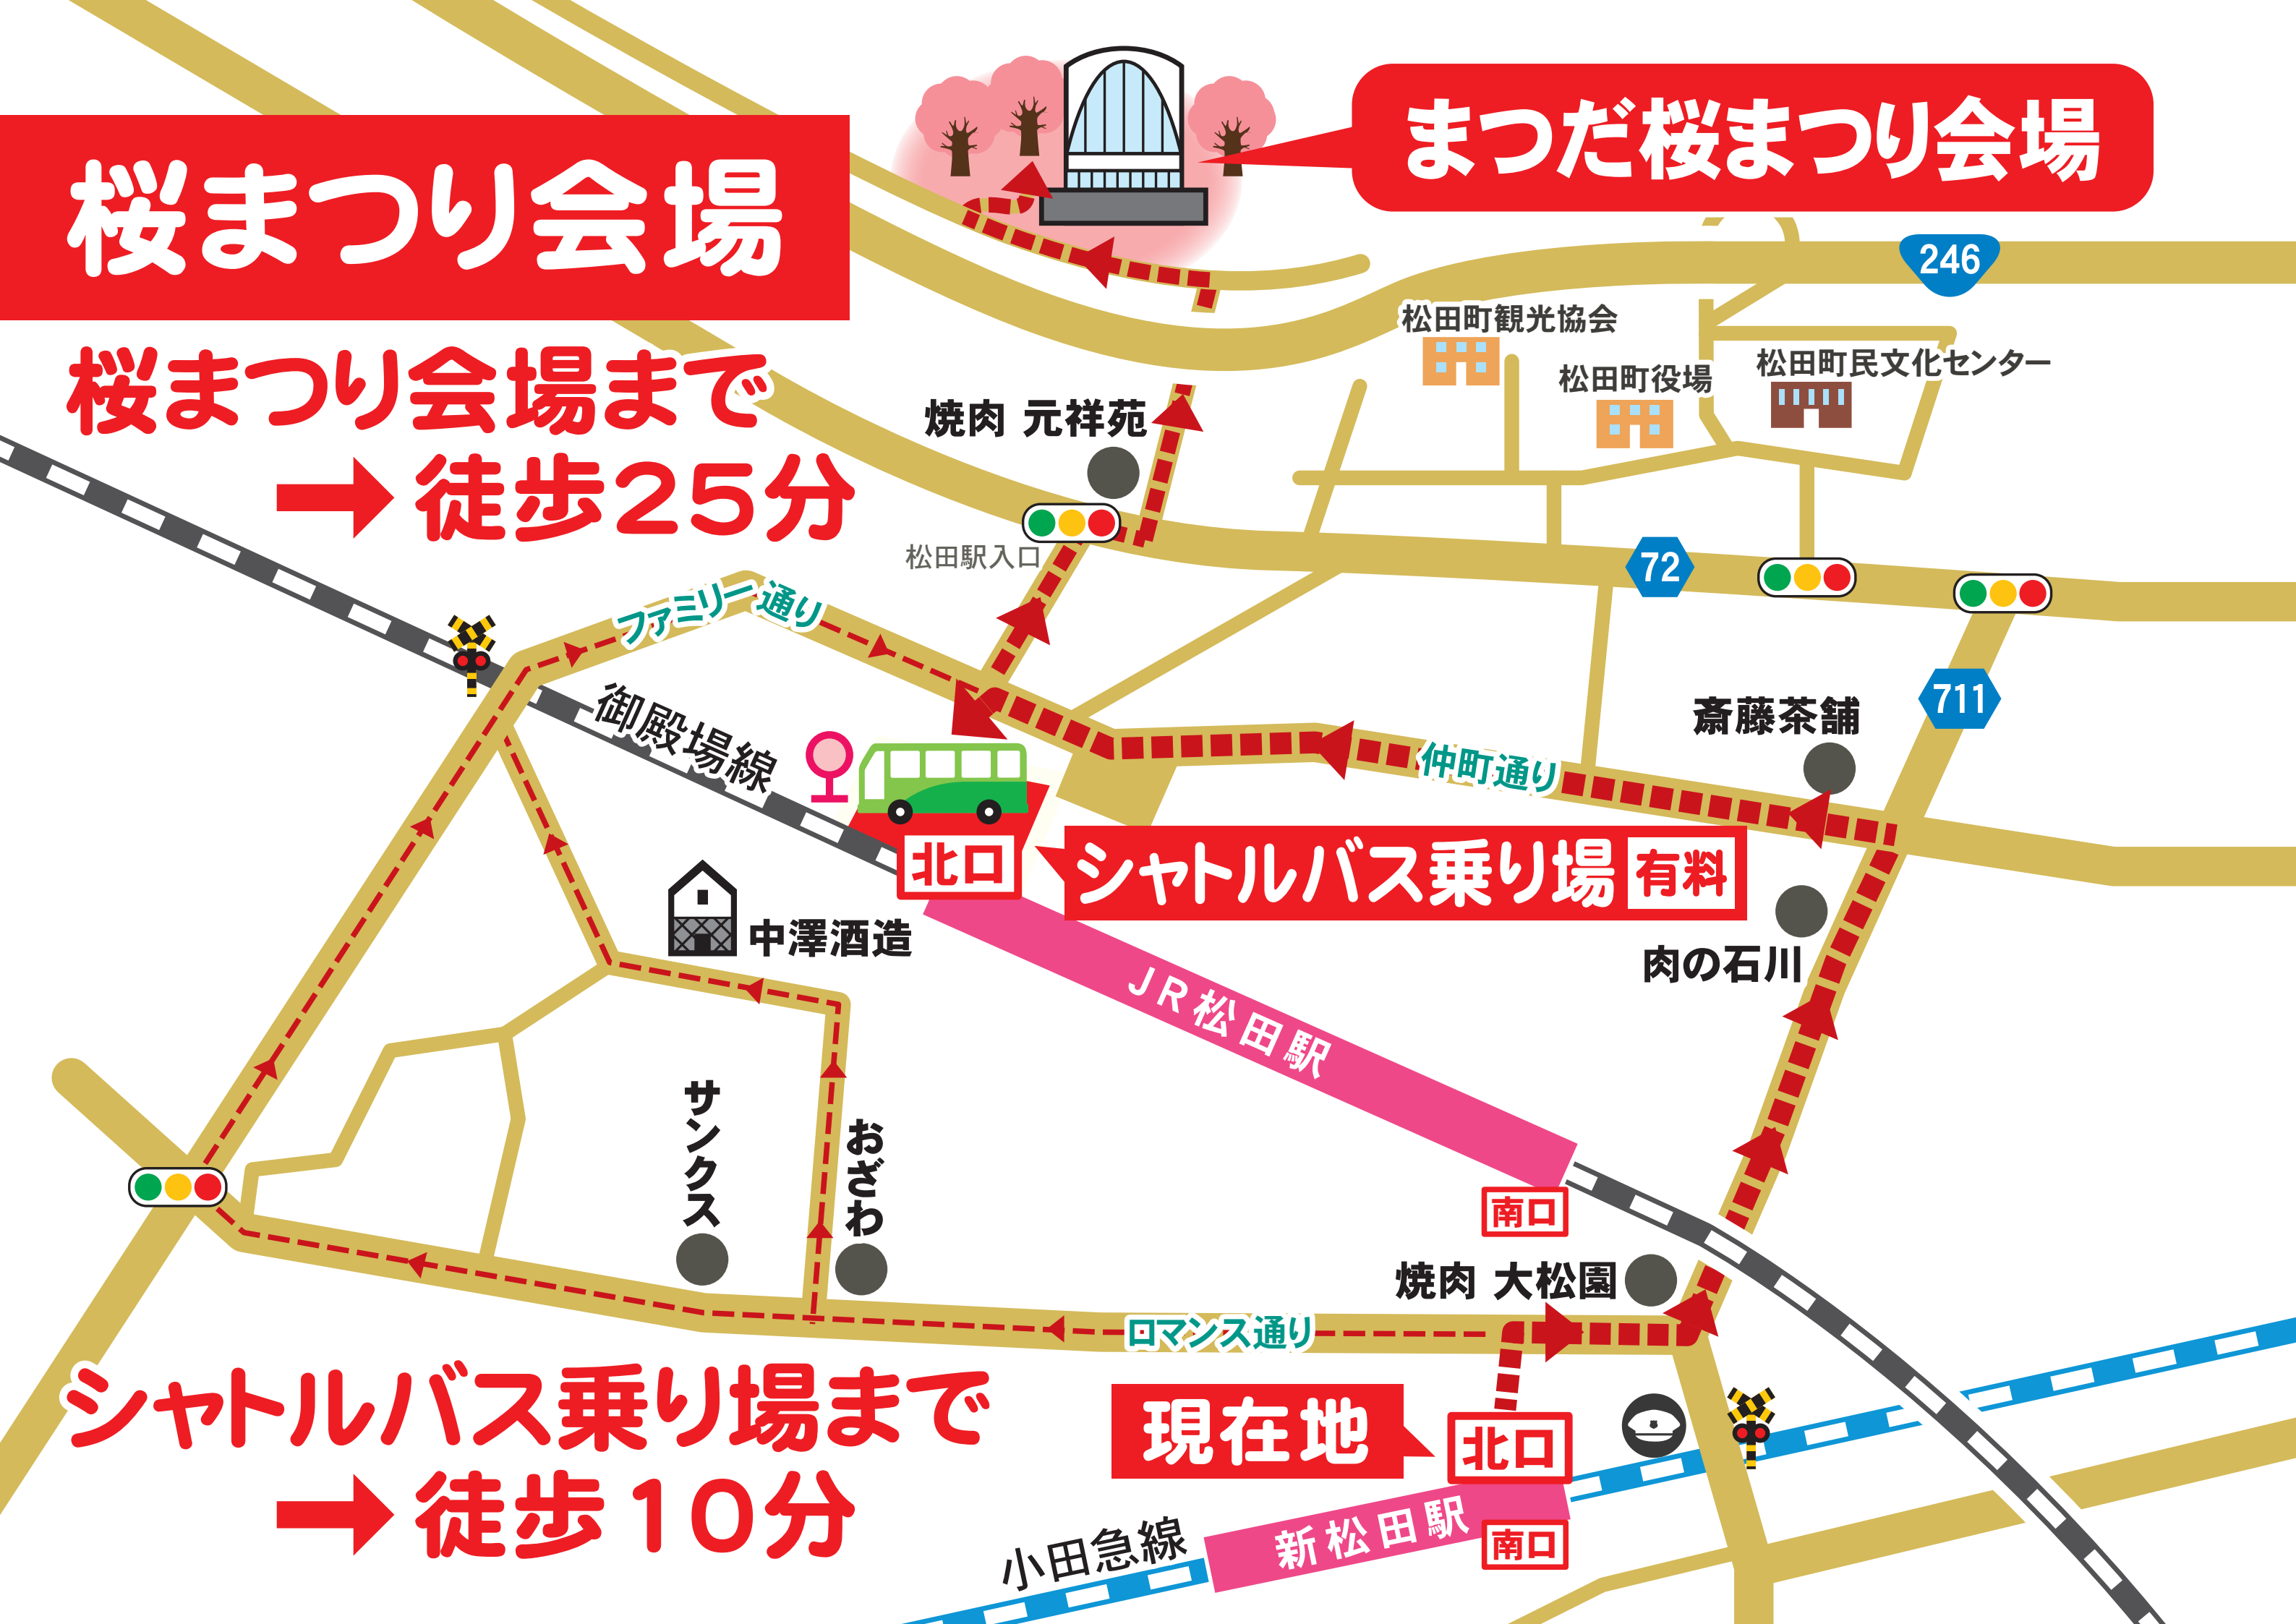 まつだ桜まつり会場
桜まつり会場
246
松田町観光協会
松田町役場
松田町民文化センター
桜まつり会場まで
→ 徒歩25分
焼肉 元祥苑
松田駅入口
72
ファミリー通り
711
御殿場線
斎藤茶舗
仲町通り
北口
シャトルバス乗り場 有料
中澤酒造
肉の石川
JR松田駅
サンクス
おざわ
南口
焼肉 大松園
ロマンス通り
シャトルバス乗り場まで
→ 徒歩10分
現在地
北口
新松田駅
南口
小田急線